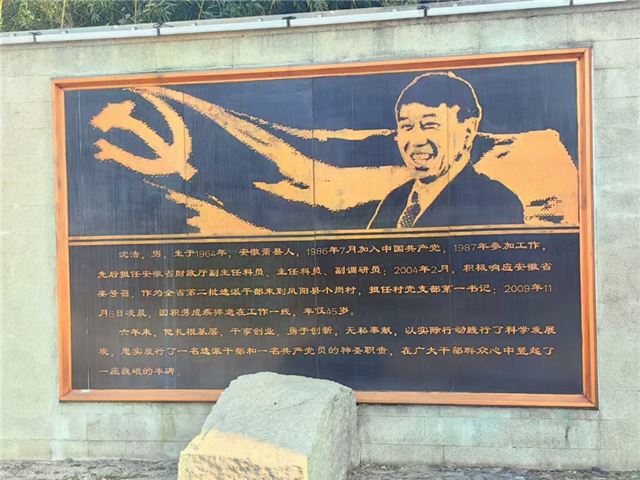 沈浩，男，生于1964年，安徽萧县人，1986年7月加入中国共产党，1987年参加工作，
先后担任安徽省财政厅副主任科员、主任科员、副调研员；2004年2月，积极响应安徽省
委号召，作为全省第二批选派干部来到凤阳县小岗村，担任村党支部第一书记；2009年11
月6日凌晨，因积劳成疾猝逝在工作一线，年仅45岁。
六年来，他扎根基层，干事创业，勇于创新，无私奉献，以实际行动践行了科学发展
观，忠实履行了一名选派干部和一名共产党员的神圣职责，在广大干部群众心中竖起了
一座巍峨的丰碑。